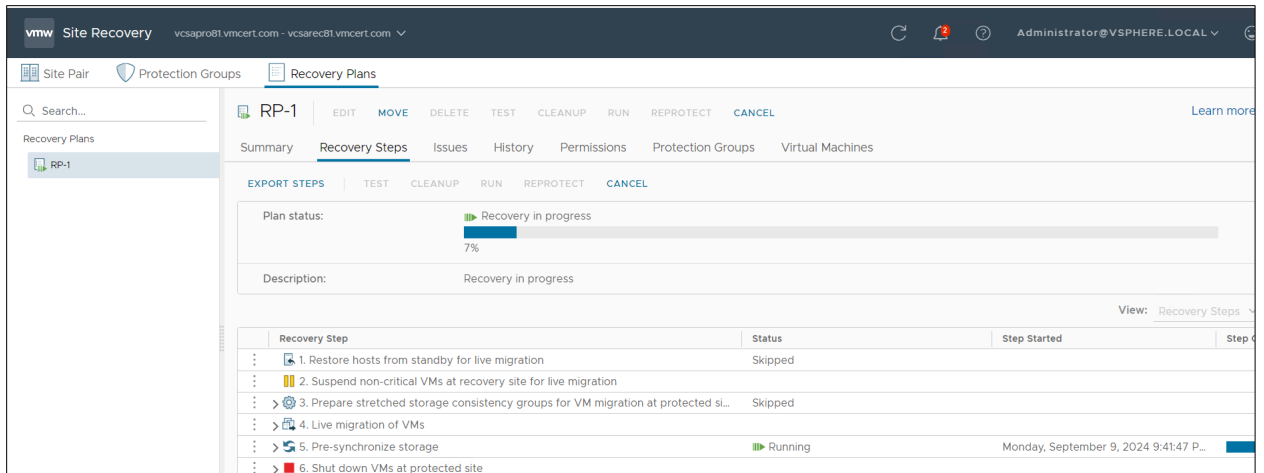 vmw Site Recovery vcsapro81.vmcert.com - vcsarec81.vmcert.com 2 Administrator@VSPHERE.LOCAL
Site Pair Protection Groups Recovery Plans
Search...
Recovery Plans
RP-1
RP-1 EDIT MOVE DELETE TEST CLEANUP RUN REPROTECT CANCEL Learn more
Summary Recovery Steps Issues History Permissions Protection Groups Virtual Machines
EXPORT STEPS TEST CLEANUP RUN REPROTECT CANCEL
Plan status: Recovery in progress
7%
Description: Recovery in progress
View: Recovery Steps
Recovery Step Status Step Started Step
1. Restore hosts from standby for live migration Skipped
2. Suspend non-critical VMs at recovery site for live migration
3. Prepare stretched storage consistency groups for VM migration at protected si... Skipped
4. Live migration of VMs
5. Pre-synchronize storage Running Monday, September 9, 2024 9:41:47 P...
6. Shut down VMs at protected site